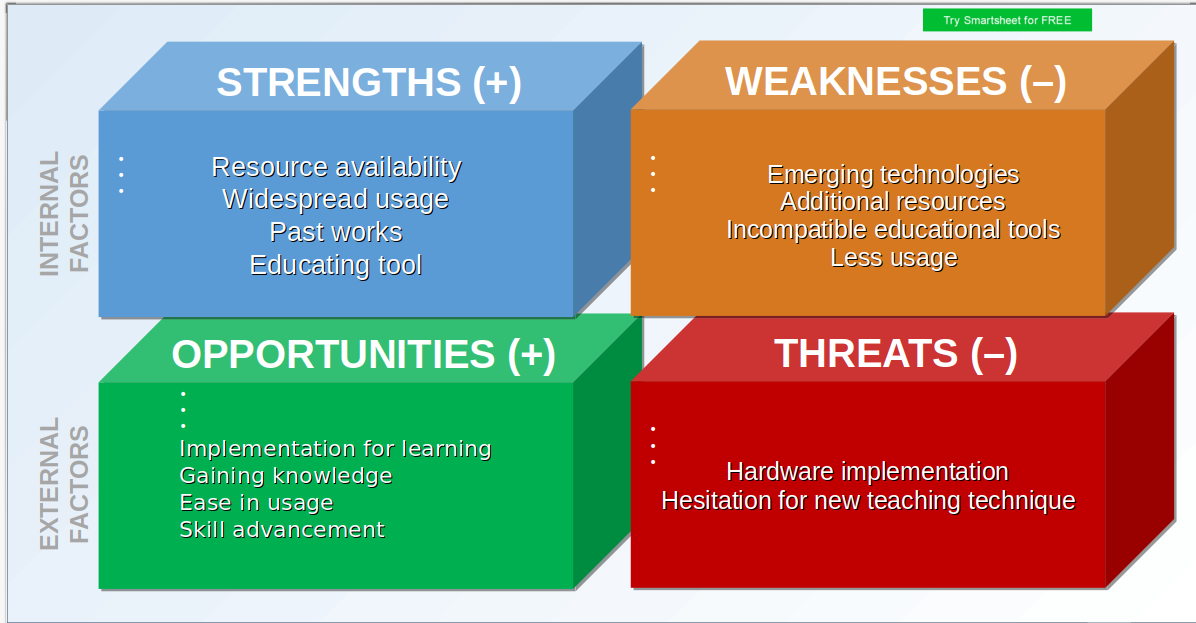 Try Smartsheet for FREE
INTERNAL
FACTORS
STRENGTHS (+)
Resource availability
Widespread usage
Past works
Educating tool
WEAKNESSES (–)
Emerging technologies
Additional resources
Incompatible educational tools
Less usage
EXTERNAL
FACTORS
OPPORTUNITIES (+)
Implementation for learning
Gaining knowledge
Ease in usage
Skill advancement
THREATS (–)
Hardware implementation
Hesitation for new teaching technique